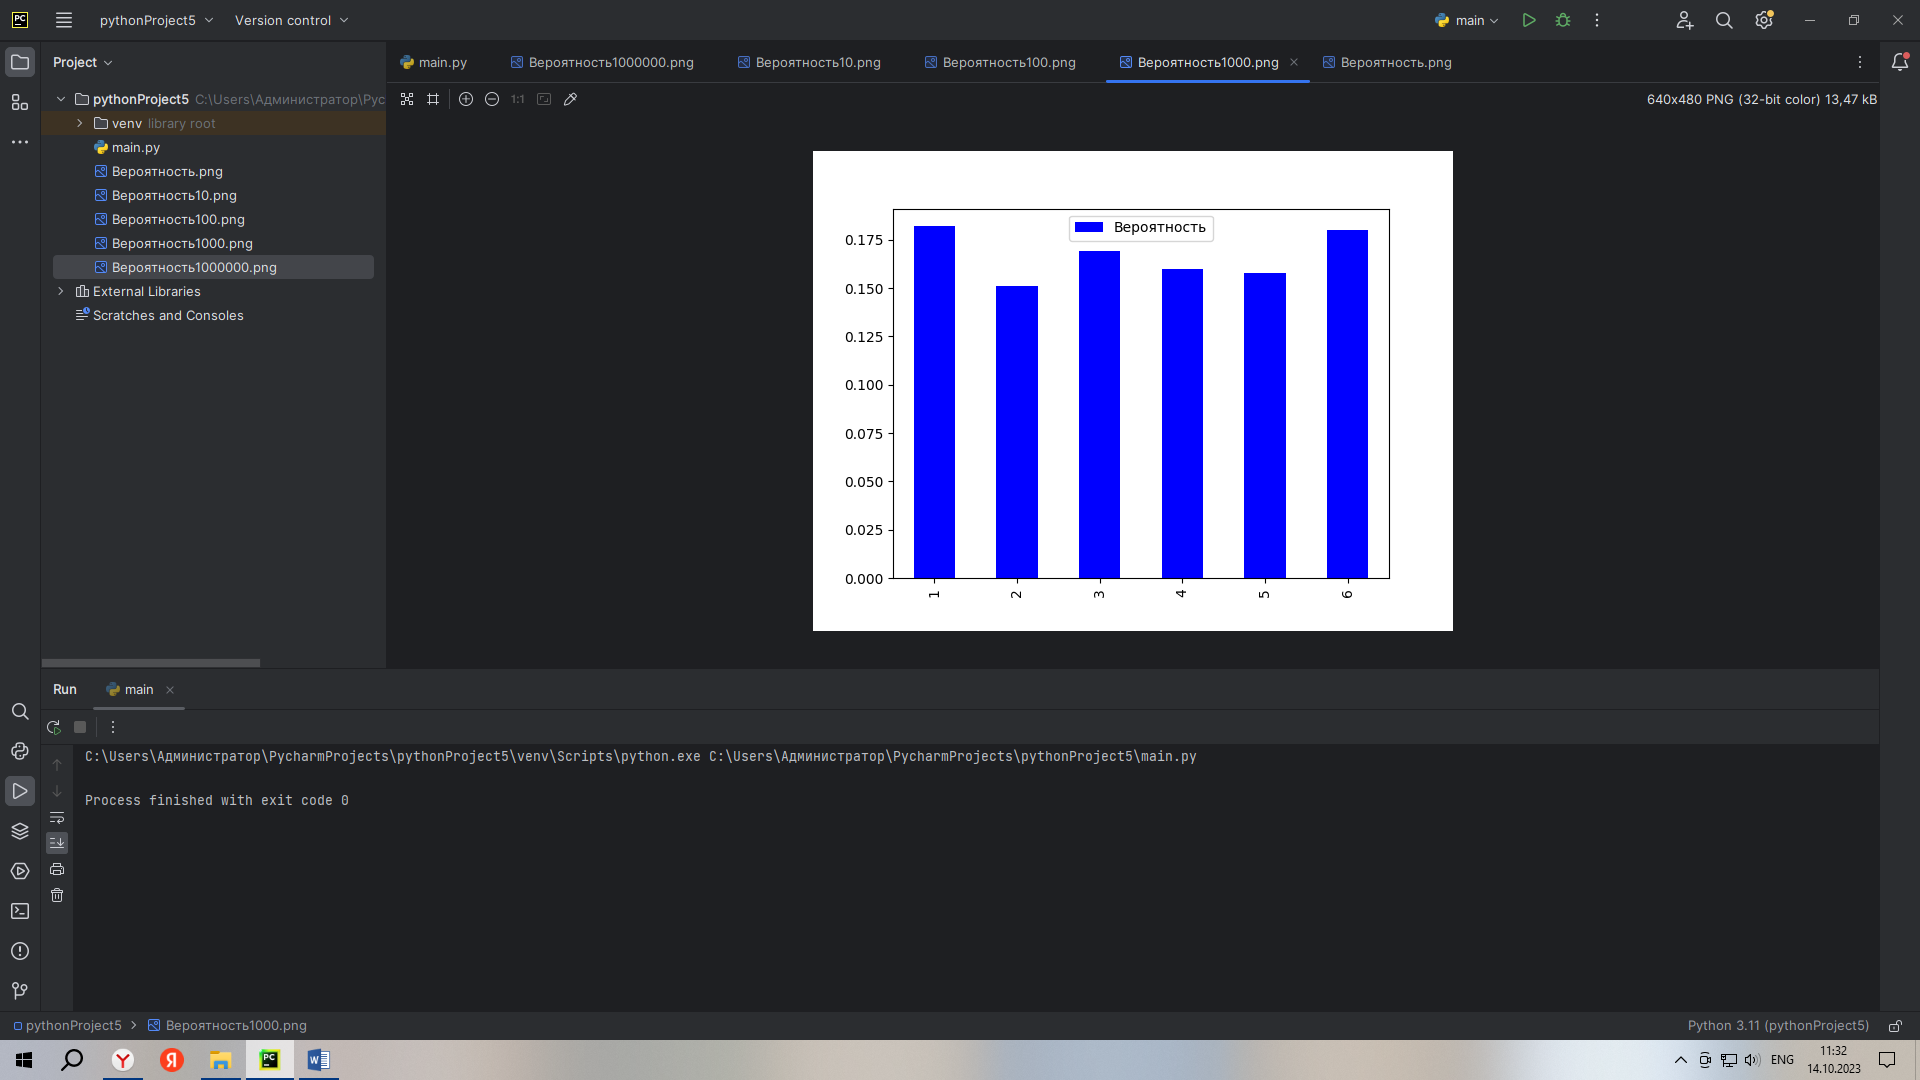 PC
pythonProject5
Version control
main
Project
main.py
Вероятность1000000.png
Вероятность10.png
Вероятность100.png
Вероятность1000.png
Вероятность.png
pythonProject5 C:\Users\Администратор\Рус
venv library root
main.py
Вероятность.png
Вероятность10.png
Вероятность100.png
Вероятность1000.png
Вероятность1000000.png
External Libraries
Scratches and Consoles
1:1
640x480 PNG (32-bit color) 13,47 kB
Вероятность
0.175
0.150
0.125
0.100
0.075
0.050
0.025
0.000
1
2
3
4
5
6
Run
main
C:\Users\Администратор\PycharmProjects\pythonProject5\venv\Scripts\python.exe C:\Users\Администратор\PycharmProjects\pythonProject5\main.py
Process finished with exit code 0
pythonProject5
Вероятность1000.png
Python 3.11 (pythonProject5)
Y
Я
PC
W
ENG
11:32
14.10.2023